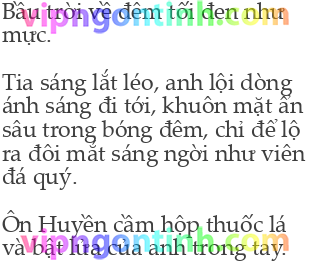 Bầu trời về đêm tối đen như
mực.
Tia sáng lắt léo, anh lội dòng
ánh sáng đi tới, khuôn mặt ẩn
sâu trong bóng đêm, chỉ để lộ
ra đôi mắt sáng ngời như viên
đá quý.
Ôn Huyền cầm hộp thuốc lá
và bật lửa của anh trong tay.
vipngontinh.com
vipngontinh.com
vipngontinh.com